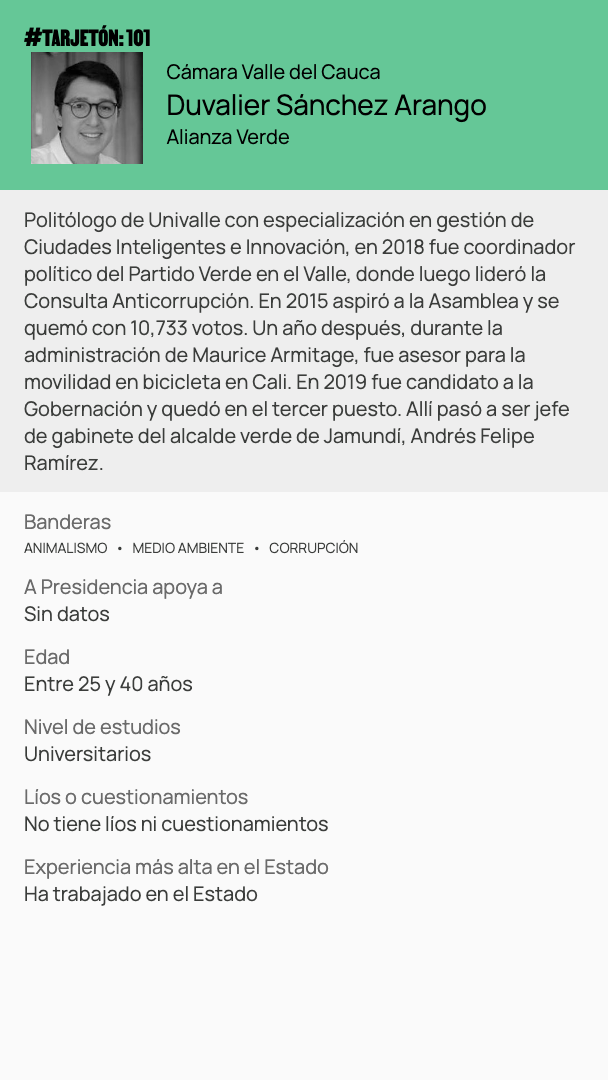 #TARJETÓN: 101
Cámara Valle del Cauca
Duvalier Sánchez Arango
Alianza Verde
Politólogo de Univalle con especialización en gestión de
Ciudades Inteligentes e Innovación, en 2018 fue coordinador
político del Partido Verde en el Valle, donde luego lideró la
Consulta Anticorrupción. En 2015 aspiró a la Asamblea y se
quemó con 10,733 votos. Un año después, durante la
administración de Maurice Armitage, fue asesor para la
movilidad en bicicleta en Cali. En 2019 fue candidato a la
Gobernación y quedó en el tercer puesto. Allí pasó a ser jefe
de gabinete del alcalde verde de Jamundí, Andrés Felipe
Ramírez.
Banderas
ANIMALISMO • MEDIO AMBIENTE • CORRUPCIÓN
A Presidencia apoya a
Sin datos
Edad
Entre 25 y 40 años
Nivel de estudios
Universitarios
Líos o cuestionamientos
No tiene líos ni cuestionamientos
Experiencia más alta en el Estado
Ha trabajado en el Estado